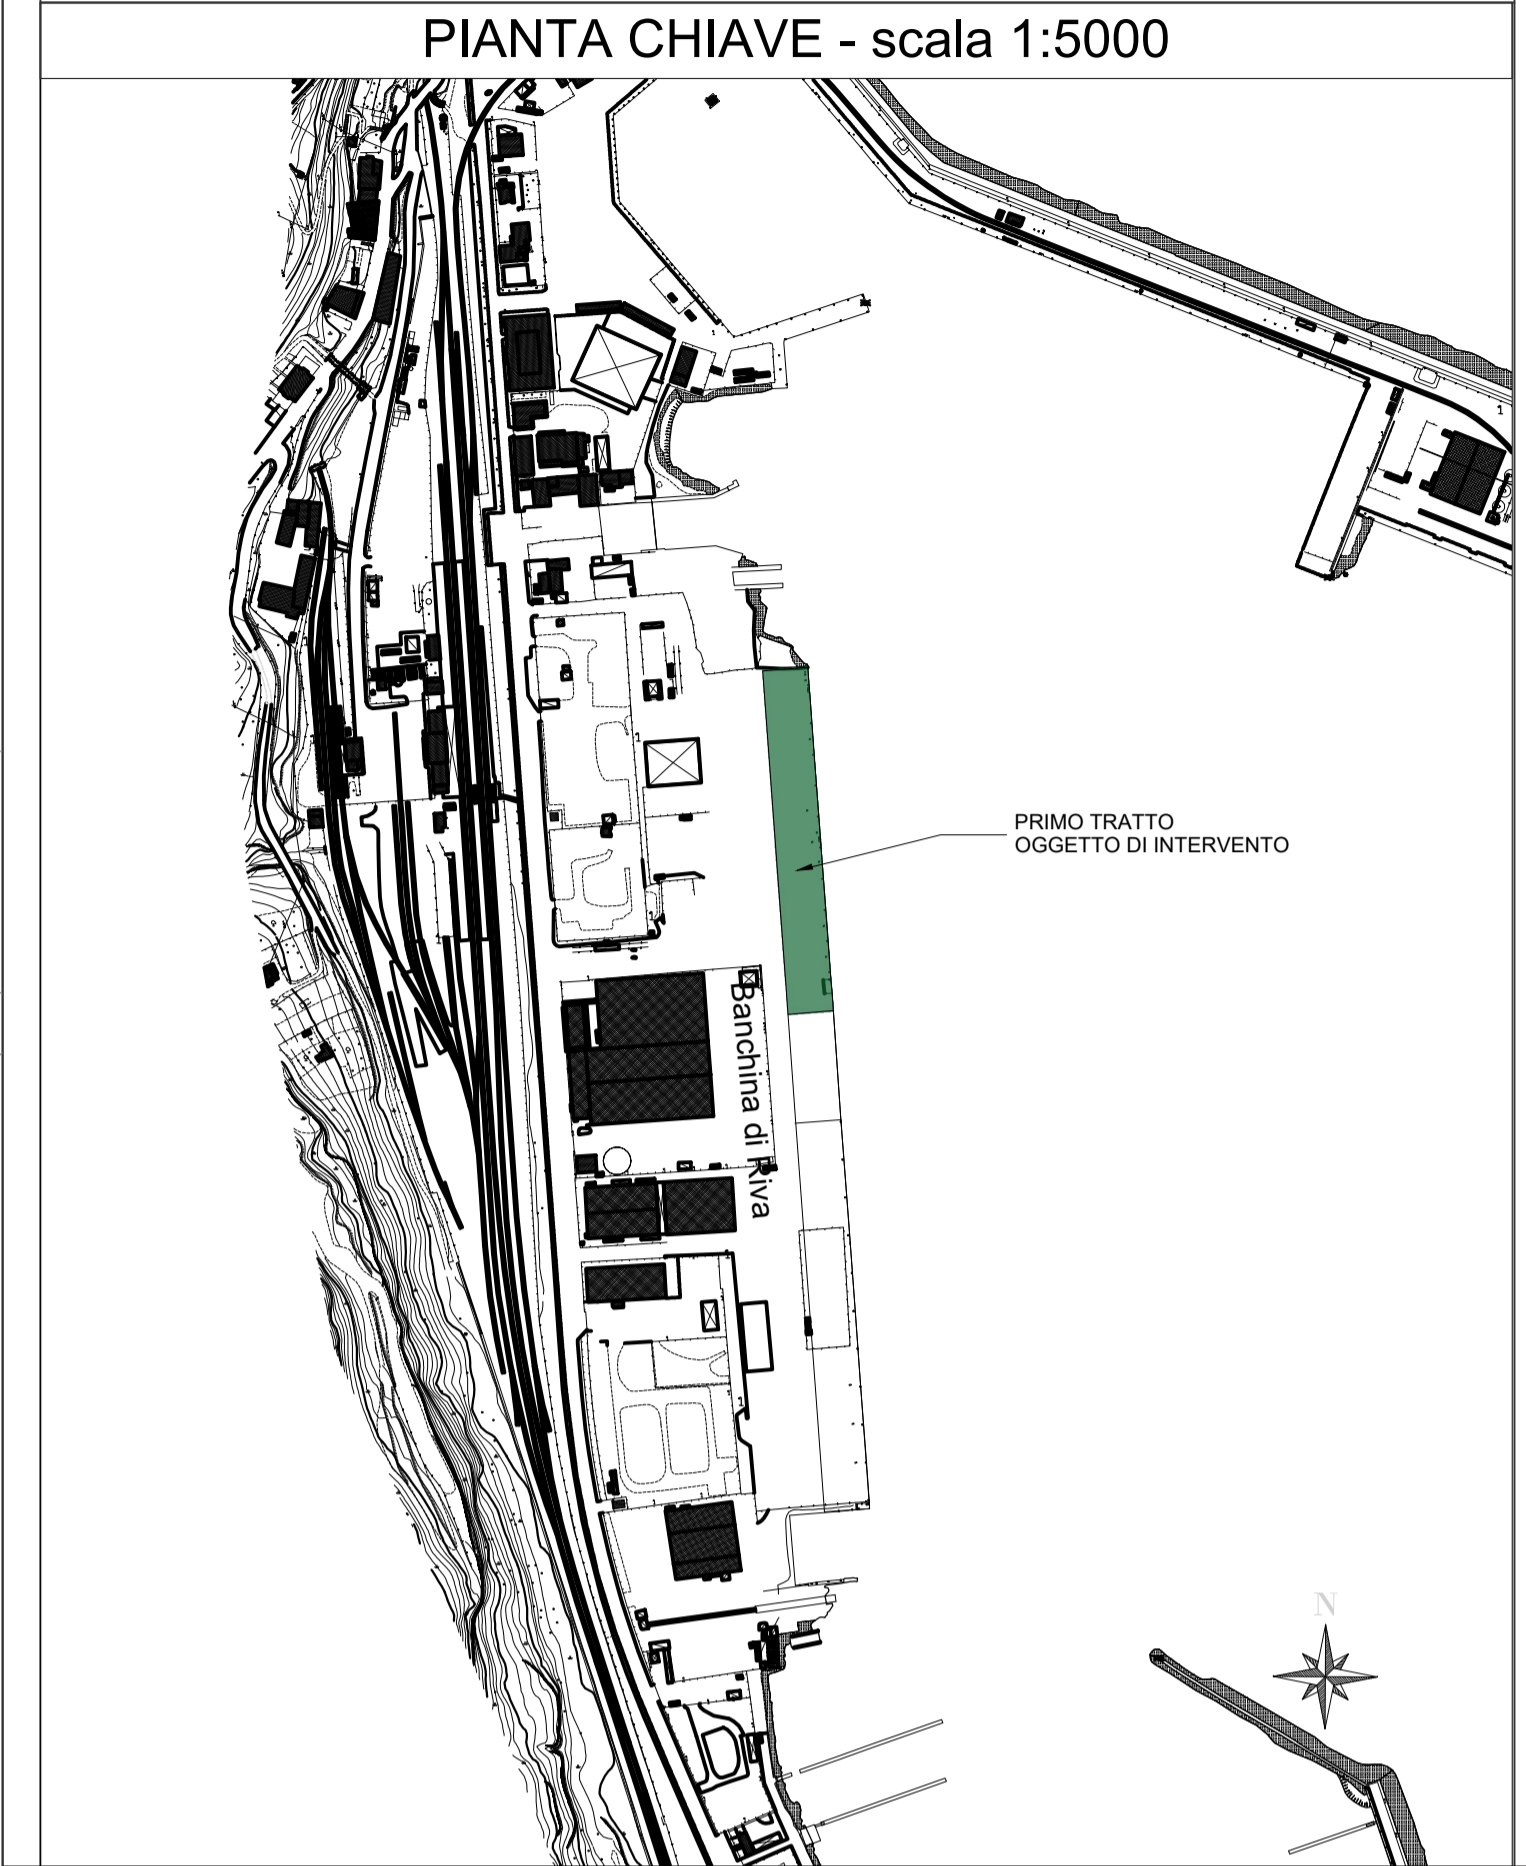 PIANTA CHIAVE - scala 1:5000
PRIMO TRATTO
OGGETTO DI INTERVENTO
Banchina di Riva
N